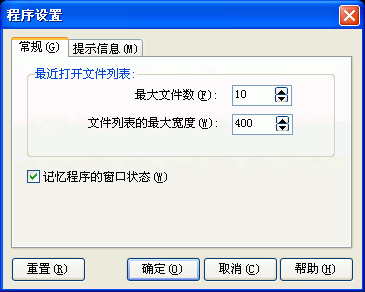 程序设置
常规(G) 提示信息(M)
最近打开文件列表:
最大文件数(F): 10
文件列表的最大宽度(W): 400
记忆程序的窗口状态(W)
重置(R) 确定(O) 取消(C) 帮助(H)